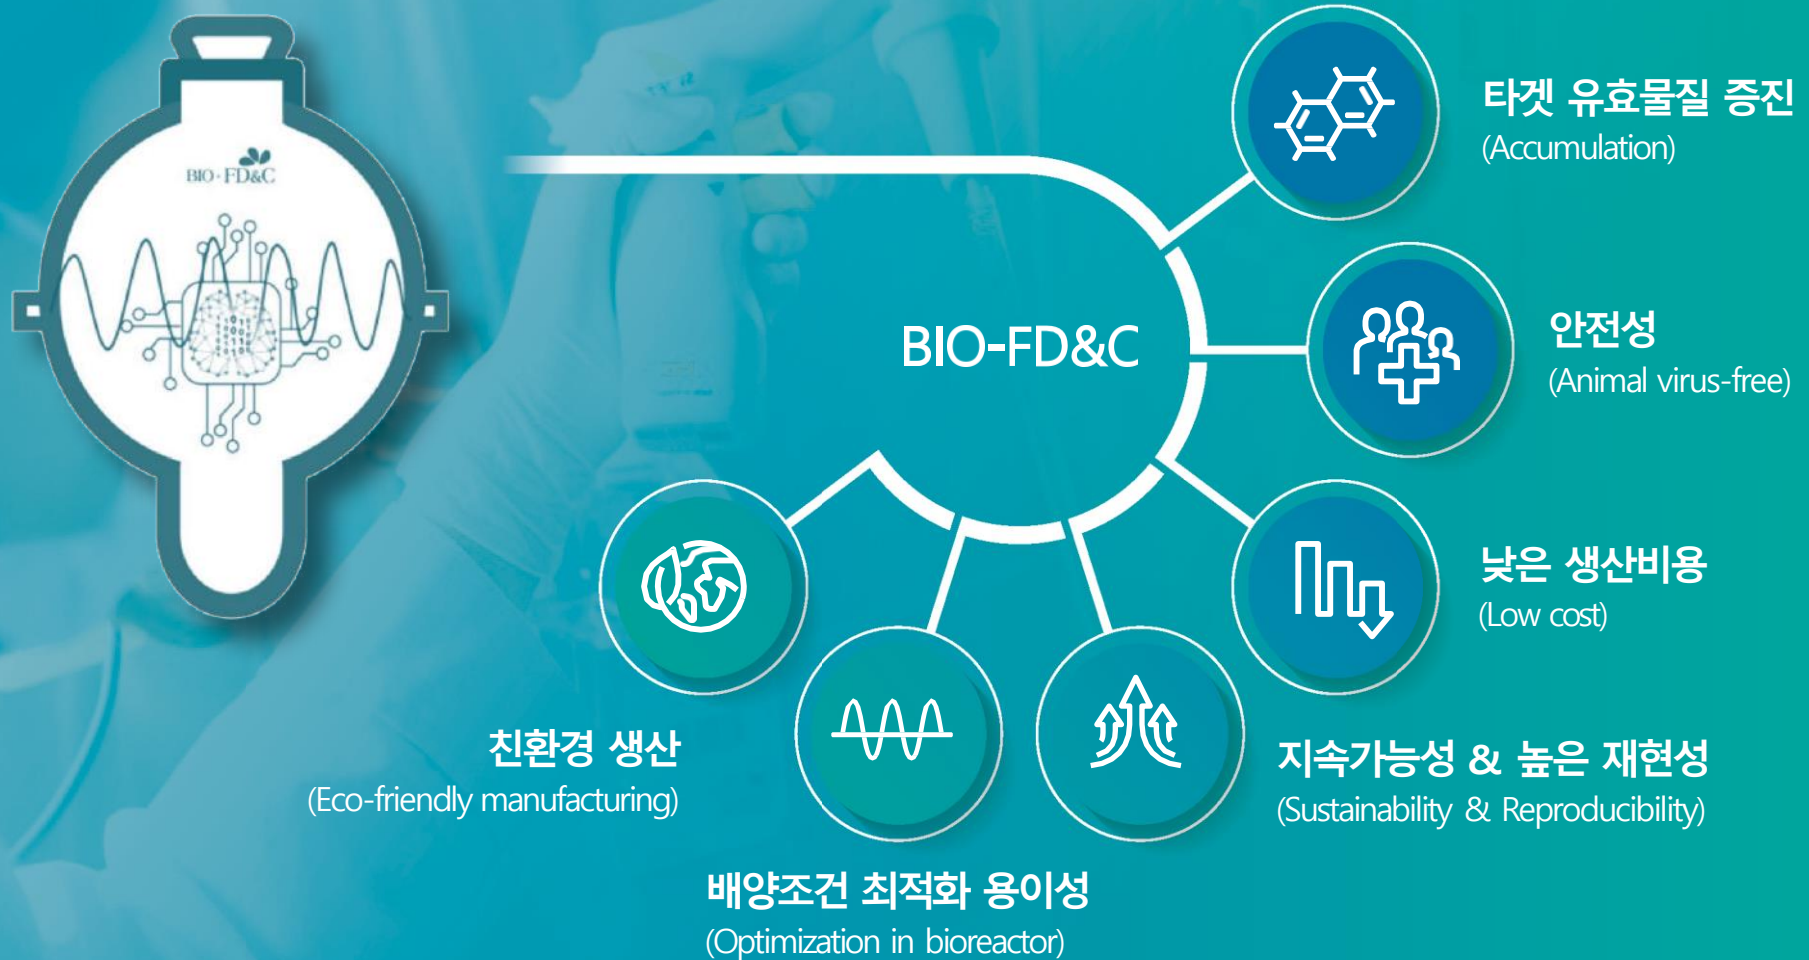 BIO-FD&C
BIO-FD&C
타겟 유효물질 증진
(Accumulation)
안전성
(Animal virus-free)
낮은 생산비용
(Low cost)
지속가능성 & 높은 재현성
(Sustainability & Reproducibility)
친환경 생산
(Eco-friendly manufacturing)
배양조건 최적화 용이성
(Optimization in bioreactor)